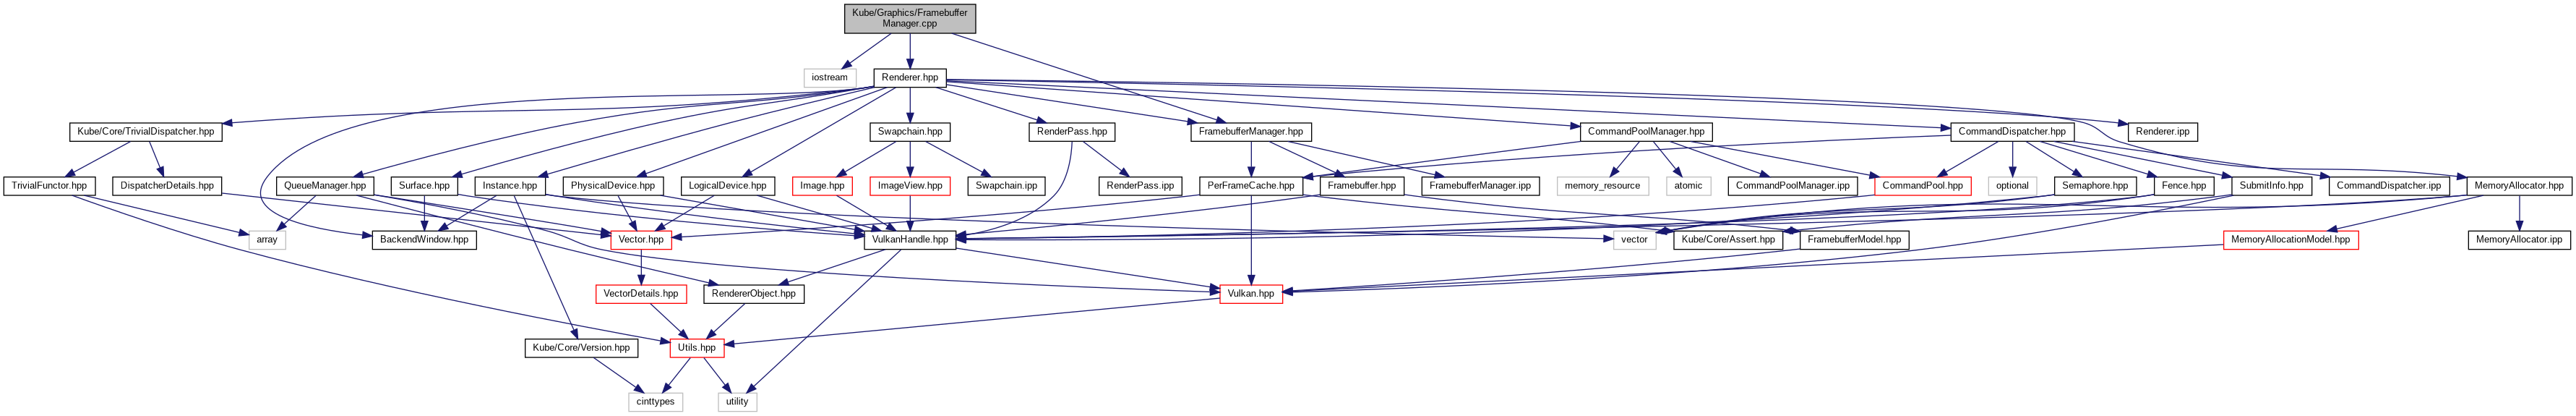 Kube/Graphics/Framebuffer
Manager.cpp
iostream
Renderer.hpp
Kube/Core/TrivialDispatcher.hpp
Swapchain.hpp
RenderPass.hpp
FramebufferManager.hpp
CommandPoolManager.hpp
CommandDispatcher.hpp
Renderer.ipp
TrivialFunctor.hpp
DispatcherDetails.hpp
QueueManager.hpp
Surface.hpp
Instance.hpp
PhysicalDevice.hpp
LogicalDevice.hpp
Image.hpp
ImageView.hpp
Swapchain.ipp
RenderPass.ipp
PerFrameCache.hpp
Framebuffer.hpp
FramebufferManager.ipp
memory_resource
atomic
CommandPoolManager.ipp
CommandPool.hpp
optional
Semaphore.hpp
Fence.hpp
SubmitInfo.hpp
CommandDispatcher.ipp
MemoryAllocator.hpp
array
BackendWindow.hpp
Vector.hpp
VulkanHandle.hpp
vector
Kube/Core/Assert.hpp
FramebufferModel.hpp
MemoryAllocationModel.hpp
MemoryAllocator.ipp
VectorDetails.hpp
RendererObject.hpp
Vulkan.hpp
Kube/Core/Version.hpp
Utils.hpp
cinttypes
utility